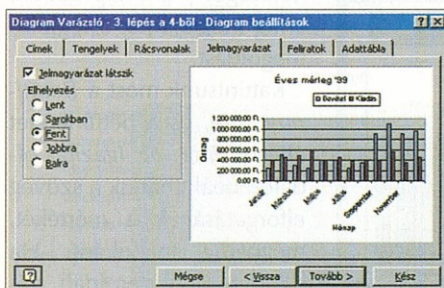 Diagram Varázsló - 3. lépés a 4-ből - Diagram beállítások
Címek Tengelyek Rácsvonalak Jelmagyarázat Feliratok Adattábla
Jelmagyarázat látszik
Elhelyezés
Lent
Sarokban
Fent
Jobbra
Balra
Éves mérleg '99
Bevétel Kiadás
1 200 000,00 Ft
1 000 000,00 Ft
800 000,00 Ft
600 000,00 Ft
400 000,00 Ft
200 000,00 Ft
0,00 Ft
Összeg
Január Március Május Július Szeptember November
Hónap
Mégse < Vissza Tovább > Kész